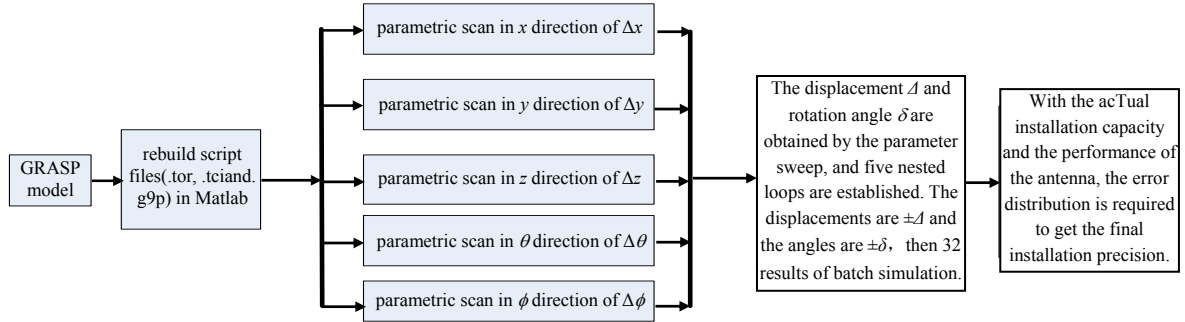 GRASP
model
rebuild script
files(.tor, .tciand.
g9p) in Matlab
parametric scan in x direction of Δx
parametric scan in y direction of Δy
parametric scan in z direction of Δz
parametric scan in θ direction of Δθ
parametric scan in ϕ direction of Δϕ
The displacement Δ and
rotation angle δ are
obtained by the parameter
sweep, and five nested
loops are established. The
displacements are ±Δ and
the angles are ±δ，then 32
results of batch simulation.
With the acTual
installation capacity
and the performance of
the antenna, the error
distribution is required
to get the final
installation precision.